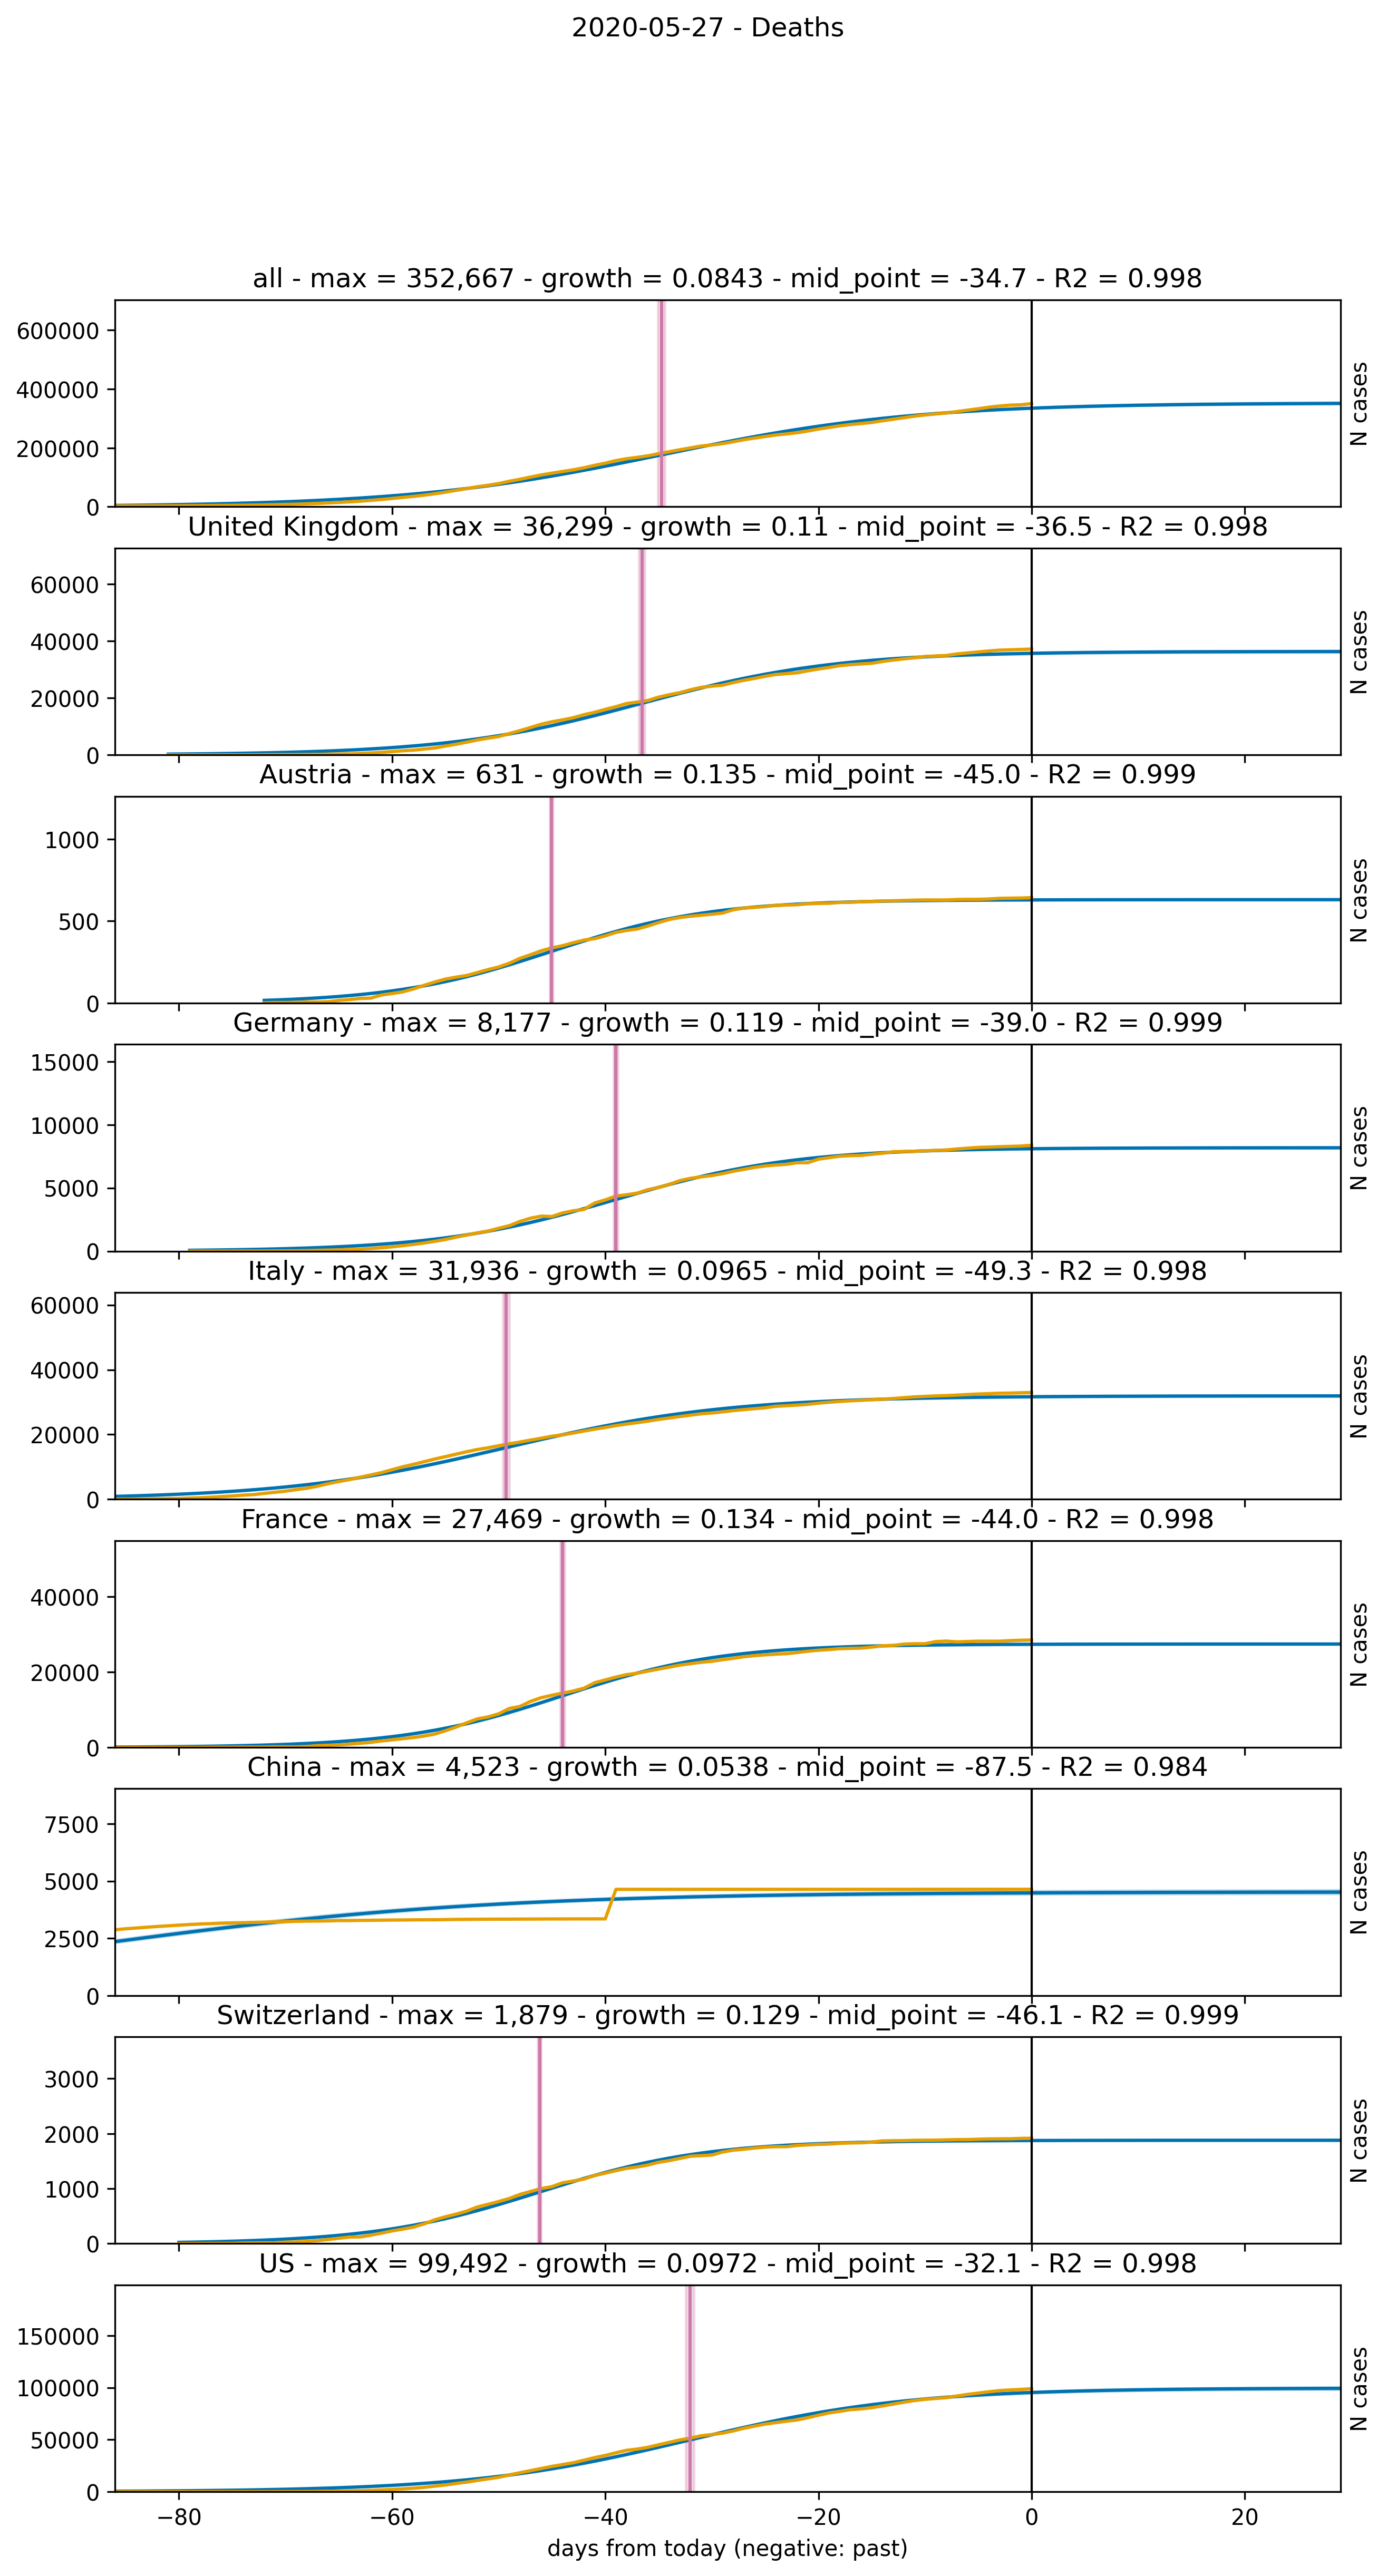 2020-05-27 - Deaths
all - max = 352,667 - growth = 0.0843 - mid_point = -34.7 - R2 = 0.998
600000
400000
200000
0
N cases
United Kingdom - max = 36,299 - growth = 0.11 - mid_point = -36.5 - R2 = 0.998
60000
40000
20000
0
N cases
Austria - max = 631 - growth = 0.135 - mid_point = -45.0 - R2 = 0.999
1000
500
0
N cases
Germany - max = 8,177 - growth = 0.119 - mid_point = -39.0 - R2 = 0.999
15000
10000
5000
0
N cases
Italy - max = 31,936 - growth = 0.0965 - mid_point = -49.3 - R2 = 0.998
60000
40000
20000
0
N cases
France - max = 27,469 - growth = 0.134 - mid_point = -44.0 - R2 = 0.998
40000
20000
0
N cases
China - max = 4,523 - growth = 0.0538 - mid_point = -87.5 - R2 = 0.984
7500
5000
2500
0
N cases
Switzerland - max = 1,879 - growth = 0.129 - mid_point = -46.1 - R2 = 0.999
3000
2000
1000
0
N cases
US - max = 99,492 - growth = 0.0972 - mid_point = -32.1 - R2 = 0.998
150000
100000
50000
0
N cases
−80 −60 −40 −20 0 20
days from today (negative: past)